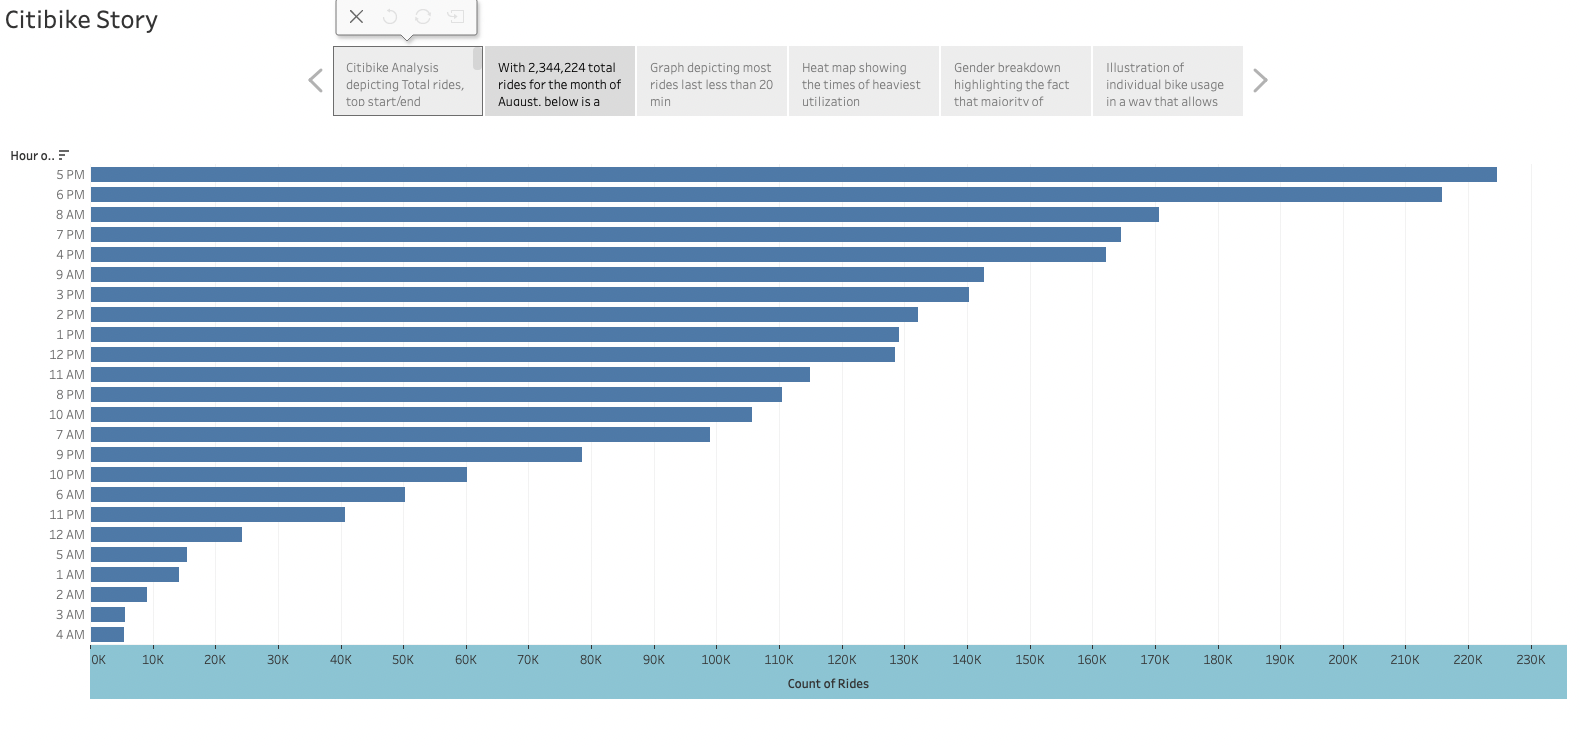 Citibike Story
Citibike Analysis
depicting Total rides,
top start/end
With 2,344,224 total
rides for the month of
August, below is a
Graph depicting most
rides last less than 20
min
Heat map showing
the times of heaviest
utilization
Gender breakdown
highlighting the fact
that majority of
Illustration of
individual bike usage
in a way that allows
Hour o..
5 PM
6 PM
8 AM
7 PM
4 PM
9 AM
3 PM
2 PM
1 PM
12 PM
11 AM
8 PM
10 AM
7 AM
9 PM
10 PM
6 AM
11 PM
12 AM
5 AM
1 AM
2 AM
3 AM
4 AM
0K 10K 20K 30K 40K 50K 60K 70K 80K 90K 100K 110K 120K 130K 140K 150K 160K 170K 180K 190K 200K 210K 220K 230K
Count of Rides